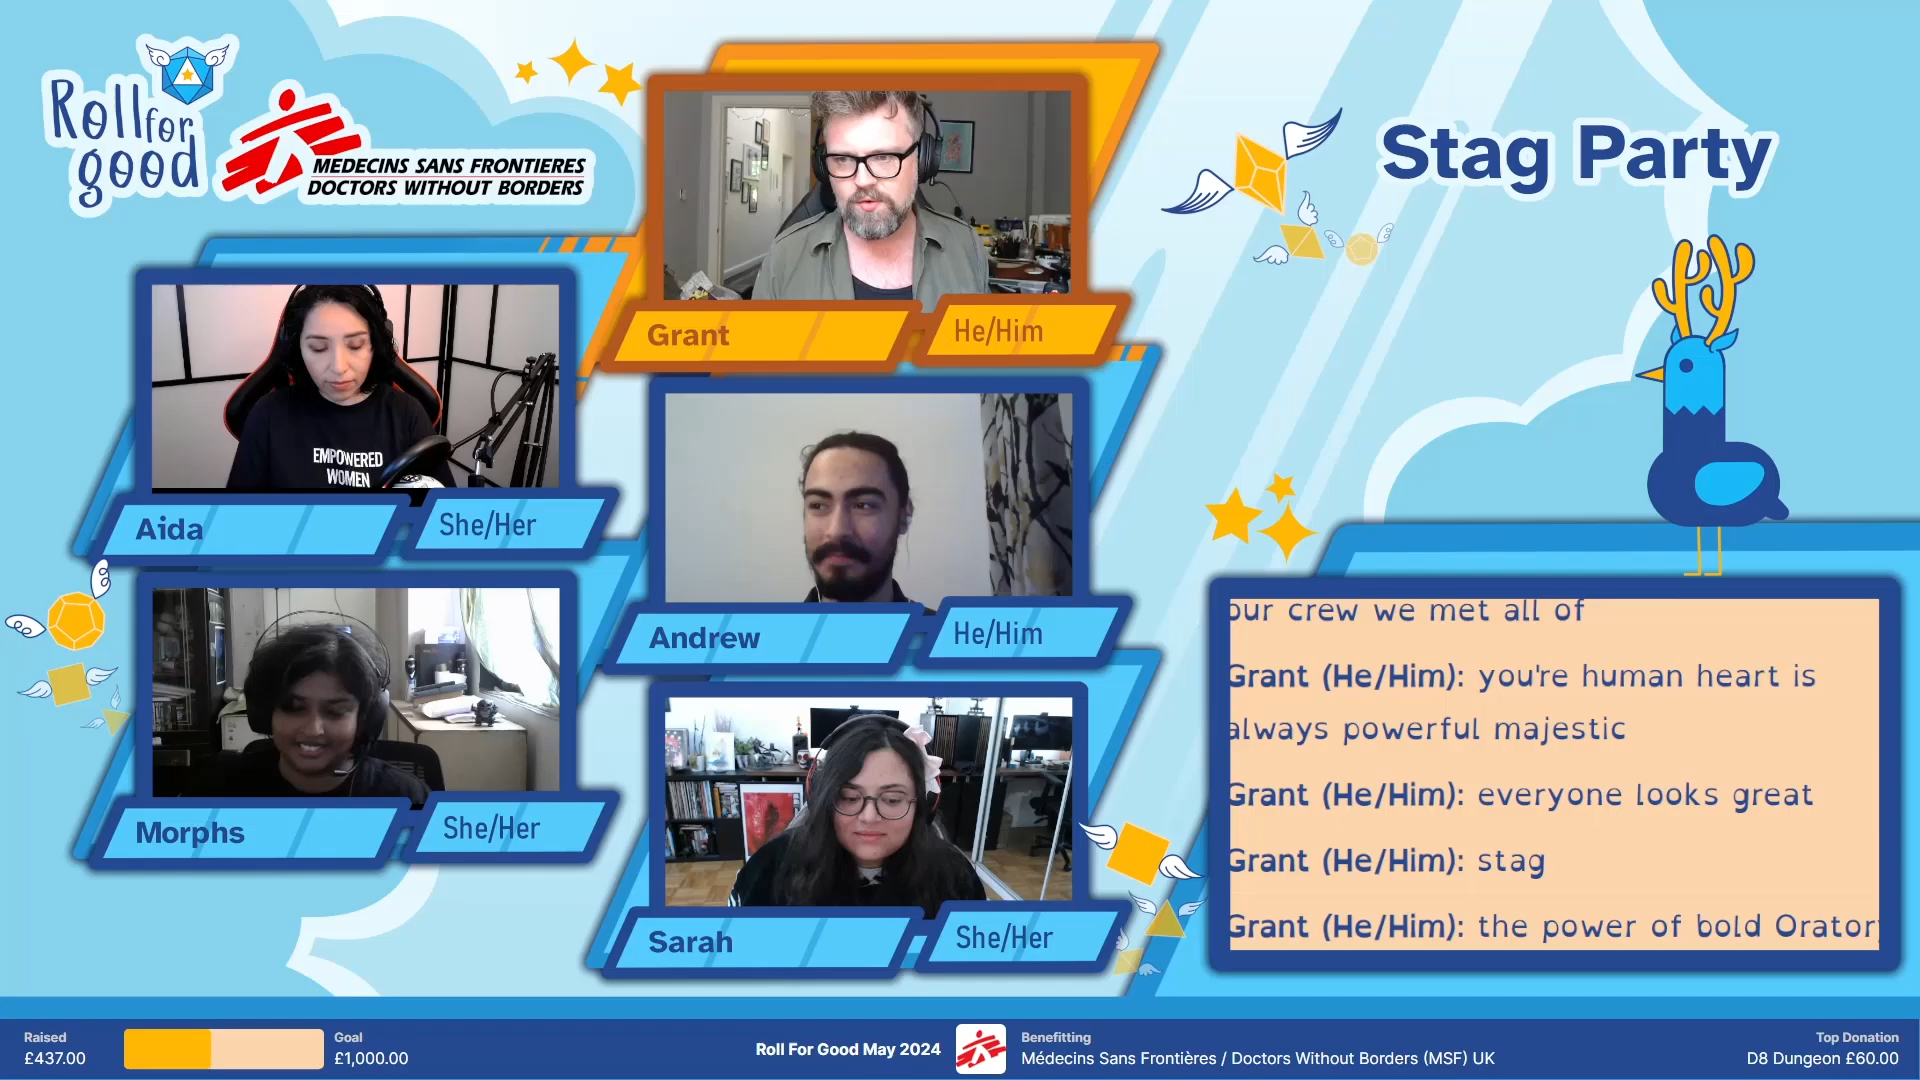 Roll for good
MEDECINS SANS FRONTIERES
DOCTORS WITHOUT BORDERS
Stag Party
Grant
He/Him
EMPOWERED
WOMEN
Aida
She/Her
Andrew
He/Him
Morphs
She/Her
Sarah
She/Her
our crew we met all of
Grant (He/Him): you're human heart is
always powerful majestic
Grant (He/Him): everyone looks great
Grant (He/Him): stag
Grant (He/Him): the power of bold Oratory
Raised
£437.00
Goal
£1,000.00
Roll For Good May 2024
Benefitting
Médecins Sans Frontières / Doctors Without Borders (MSF) UK
Top Donation
D8 Dungeon £60.00